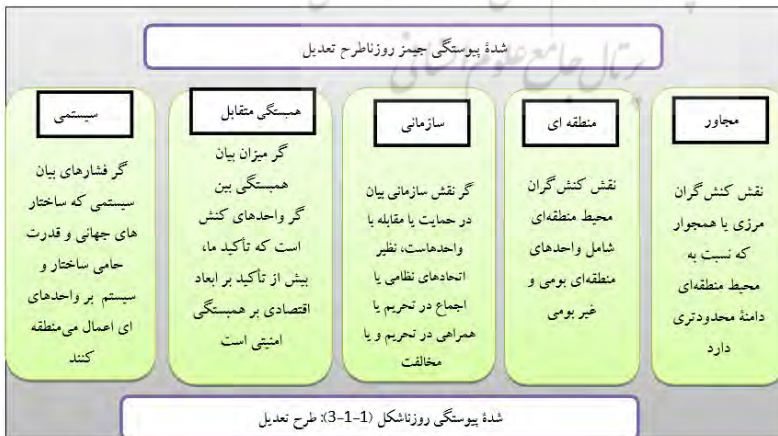 پرتال جامع علوم انسانی
شدۀ پیوستگی جیمز روزناطرح تعدیل
مجاور
نقش کنش‌گران
مرزی یا همجوار
که نسبت به
محیط منطقه‌ای
دامنۀ محدودتری
دارد
منطقه ای
نقش کنش‌گران
محیط منطقه‌ای
شامل واحدهای
منطقه‌ای بومی و
غیر بومی
سازمانی
گر نقش سازمانی بیان
در حمایت یا مقابله با
واحدهاست، نظیر
اتحادهای نظامی یا
اجماع در تحریم یا
همراهی در تحریم و یا
مخالفت
همبستگی متقابل
گر میزان بیان
همبستگی بین
گر واحدهای کنش
است که تأکید ما،
بیش از تأکید بر ابعاد
اقتصادی بر همبستگی
امنیتی است
سیستمی
گر فشارهای بیان
سیستمی که ساختار
های جهانی و قدرت
حامی ساختار و
سیستم بر واحدهای
ای اعمال می‌منطقه
کنند
شدۀ پیوستگی روزناشکل (1-1-3): طرح تعدیل